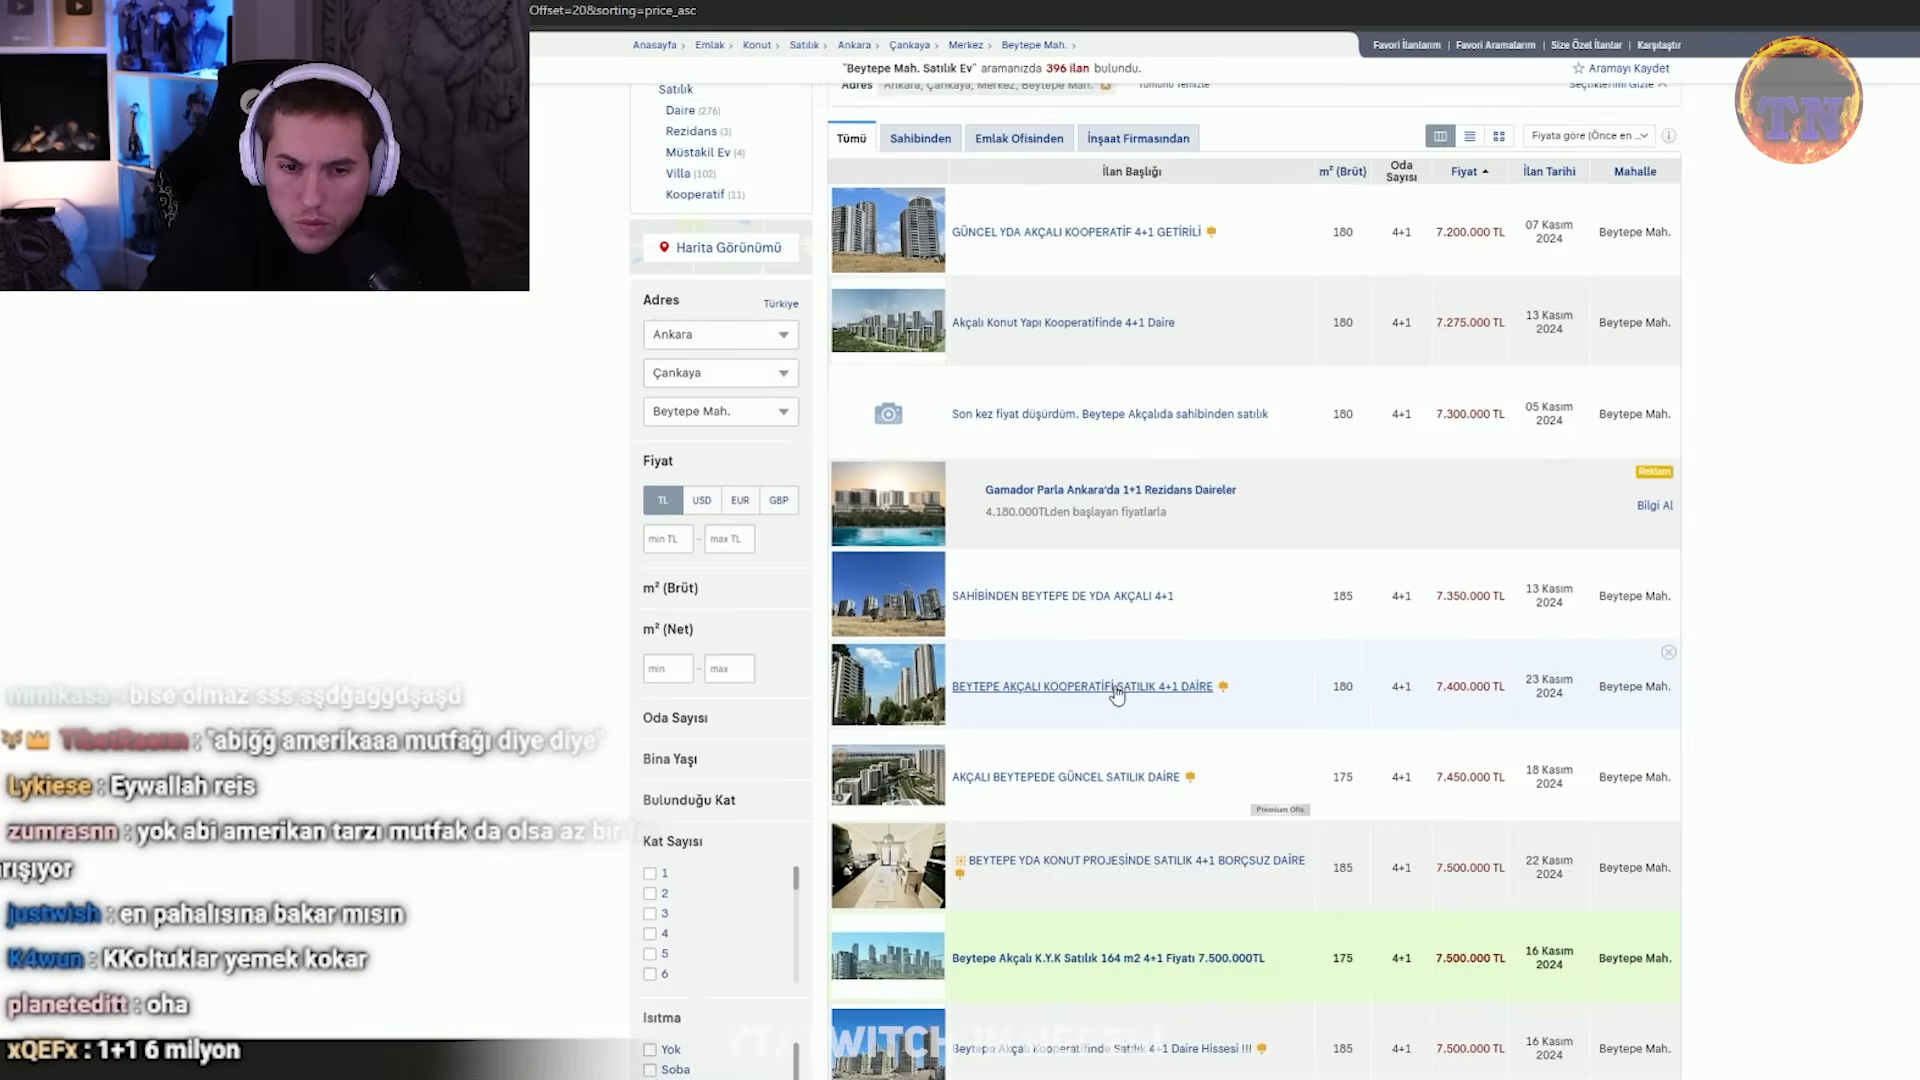 Offset=20&sorting=price_asc
Anasayfa > Emlak > Konut > Satılık > Ankara > Çankaya > Merkez > Beytepe Mah. >
Favori İlanlarım | Favori Aramalarım | Size Özel İlanlar | Karşılaştır
"Beytepe Mah. Satılık Ev" aramanızda 396 ilan bulundu.
Aramayı Kaydet
Adres Ankara, Çankaya, Merkez, Beytepe Mah. Tümünü Temizle
Seçtiklerimi Gizle
TN
Satılık
Daire (276)
Rezidans (3)
Müstakil Ev (4)
Villa (102)
Kooperatif (11)
Harita Görünümü
Adres Türkiye
Ankara
Çankaya
Beytepe Mah.
Fiyat
TL USD EUR GBP
min TL - max TL
m² (Brüt)
m² (Net)
min - max
Oda Sayısı
Bina Yaşı
Bulunduğu Kat
Kat Sayısı
1
2
3
4
5
6
Isıtma
Yok
Soba
Tümü Sahibinden Emlak Ofisinden İnşaat Firmasından
Fiyata göre (Önce en ...
İlan Başlığı m² (Brüt) Oda Sayısı Fiyat İlan Tarihi Mahalle
GÜNCEL YDA AKÇALI KOOPERATİF 4+1 GETİRİLİ 180 4+1 7.200.000 TL 07 Kasım 2024 Beytepe Mah.
Akçalı Konut Yapı Kooperatifinde 4+1 Daire 180 4+1 7.275.000 TL 13 Kasım 2024 Beytepe Mah.
Son kez fiyat düşürdüm. Beytepe Akçalıda sahibinden satılık 180 4+1 7.300.000 TL 05 Kasım 2024 Beytepe Mah.
Reklam
Gamador Parla Ankara'da 1+1 Rezidans Daireler
4.180.000TLden başlayan fiyatlarla
Bilgi Al
SAHİBİNDEN BEYTEPE DE YDA AKÇALI 4+1 185 4+1 7.350.000 TL 13 Kasım 2024 Beytepe Mah.
BEYTEPE AKÇALI KOOPERATİFİ SATILIK 4+1 DAİRE 180 4+1 7.400.000 TL 23 Kasım 2024 Beytepe Mah.
AKÇALI BEYTEPEDE GÜNCEL SATILIK DAİRE 175 4+1 7.450.000 TL 18 Kasım 2024 Beytepe Mah.
Premium Ofis
BEYTEPE YDA KONUT PROJESİNDE SATILIK 4+1 BORÇSUZ DAİRE 185 4+1 7.500.000 TL 22 Kasım 2024 Beytepe Mah.
Beytepe Akçalı K.Y.K Satılık 164 m2 4+1 Fiyatı 7.500.000TL 175 4+1 7.500.000 TL 16 Kasım 2024 Beytepe Mah.
Beytepe Akçalı Kooperatifinde Satılık 4+1 Daire Hissesi !!! 185 4+1 7.500.000 TL 16 Kasım 2024 Beytepe Mah.
mmikasa : bise olmaz sss sşdğağgdşaşd
: "abiğğ amerikaaa mutfağı diye diye"
Lykiese : Eywallah reis
zumrasnn : yok abi amerikan tarzı mutfak da olsa az bir
rışıyor
justwish : en pahalısına bakar mısın
K4wun : KKoltuklar yemek kokar
planeteditt : oha
xQEFx : 1+1 6 milyon